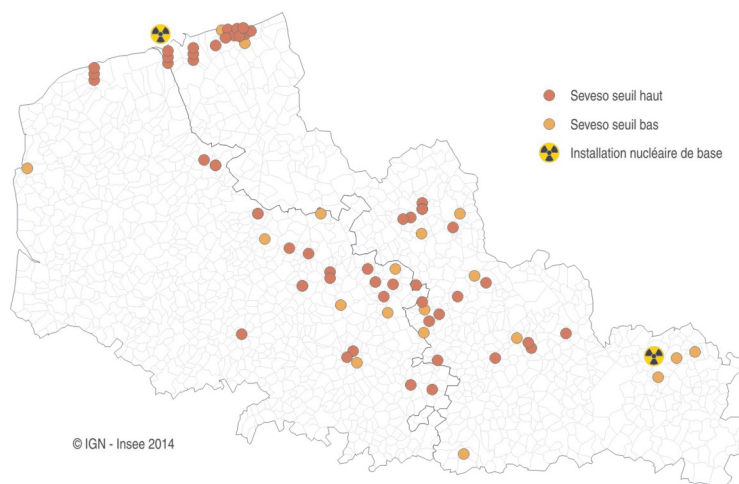 Seveso seuil haut
Seveso seuil bas
Installation nucléaire de base
© IGN - Insee 2014